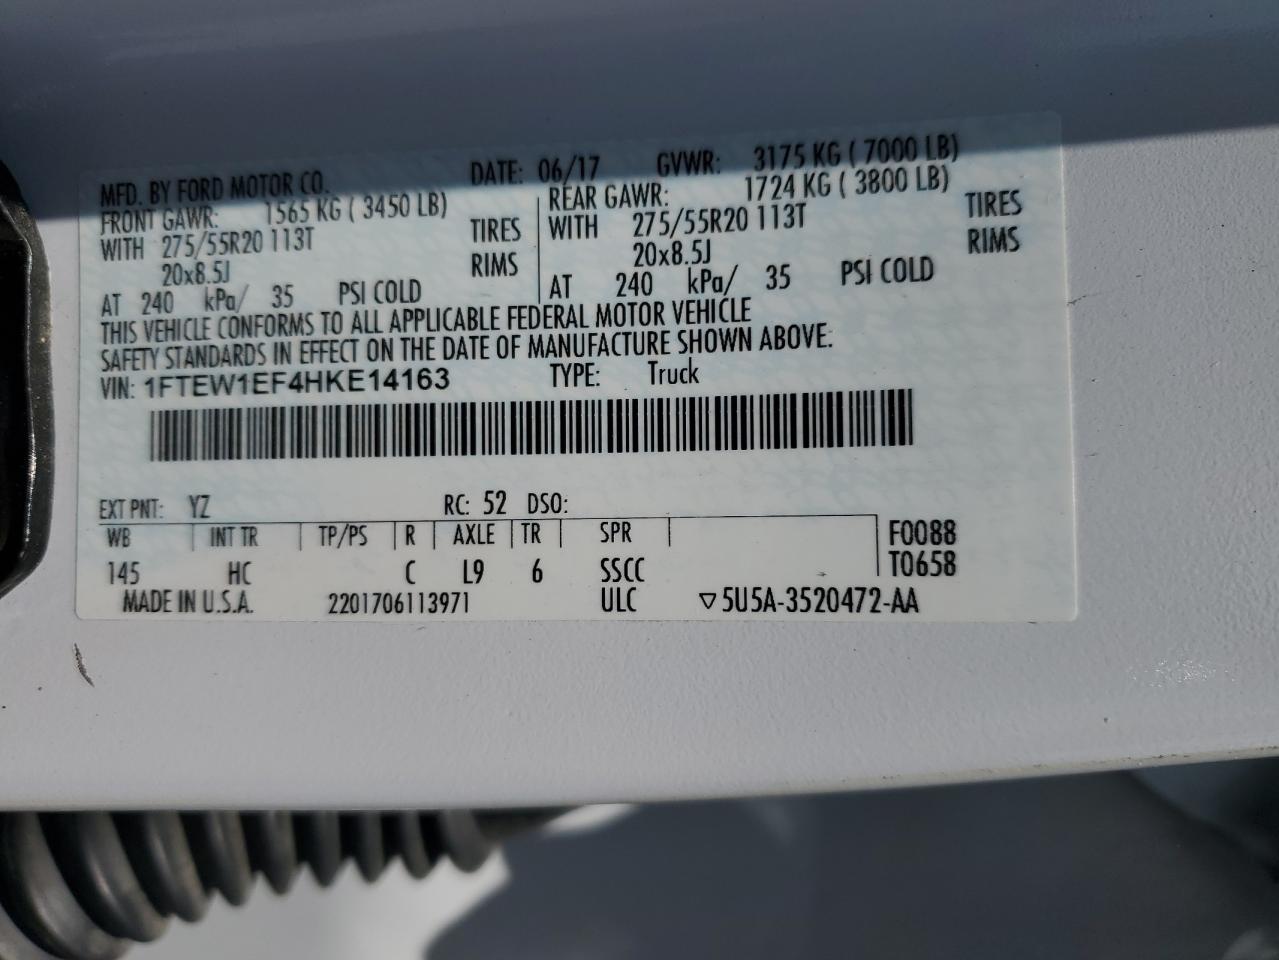 MFD. BY FORD MOTOR CO. DATE: 06/17 GVWR: 3175 KG ( 7000 LB)
FRONT GAWR: 1565 KG ( 3450 LB) REAR GAWR: 1724 KG ( 3800 LB)
WITH 275/55R20 113T TIRES WITH 275/55R20 113T TIRES
20x8.5J RIMS 20x8.5J RIMS
AT 240 kPa/ 35 PSI COLD AT 240 kPa/ 35 PSI COLD
THIS VEHICLE CONFORMS TO ALL APPLICABLE FEDERAL MOTOR VEHICLE
SAFETY STANDARDS IN EFFECT ON THE DATE OF MANUFACTURE SHOWN ABOVE.
VIN: 1FTEW1EF4HKE14163 TYPE: Truck
EXT PNT: YZ RC: 52 DSO:
WB INT TR TP/PS R AXLE TR SPR F0088
145 HC C L9 6 SSCC T0658
MADE IN U.S.A. 2201706113971 ULC ▽5U5A-3520472-AA